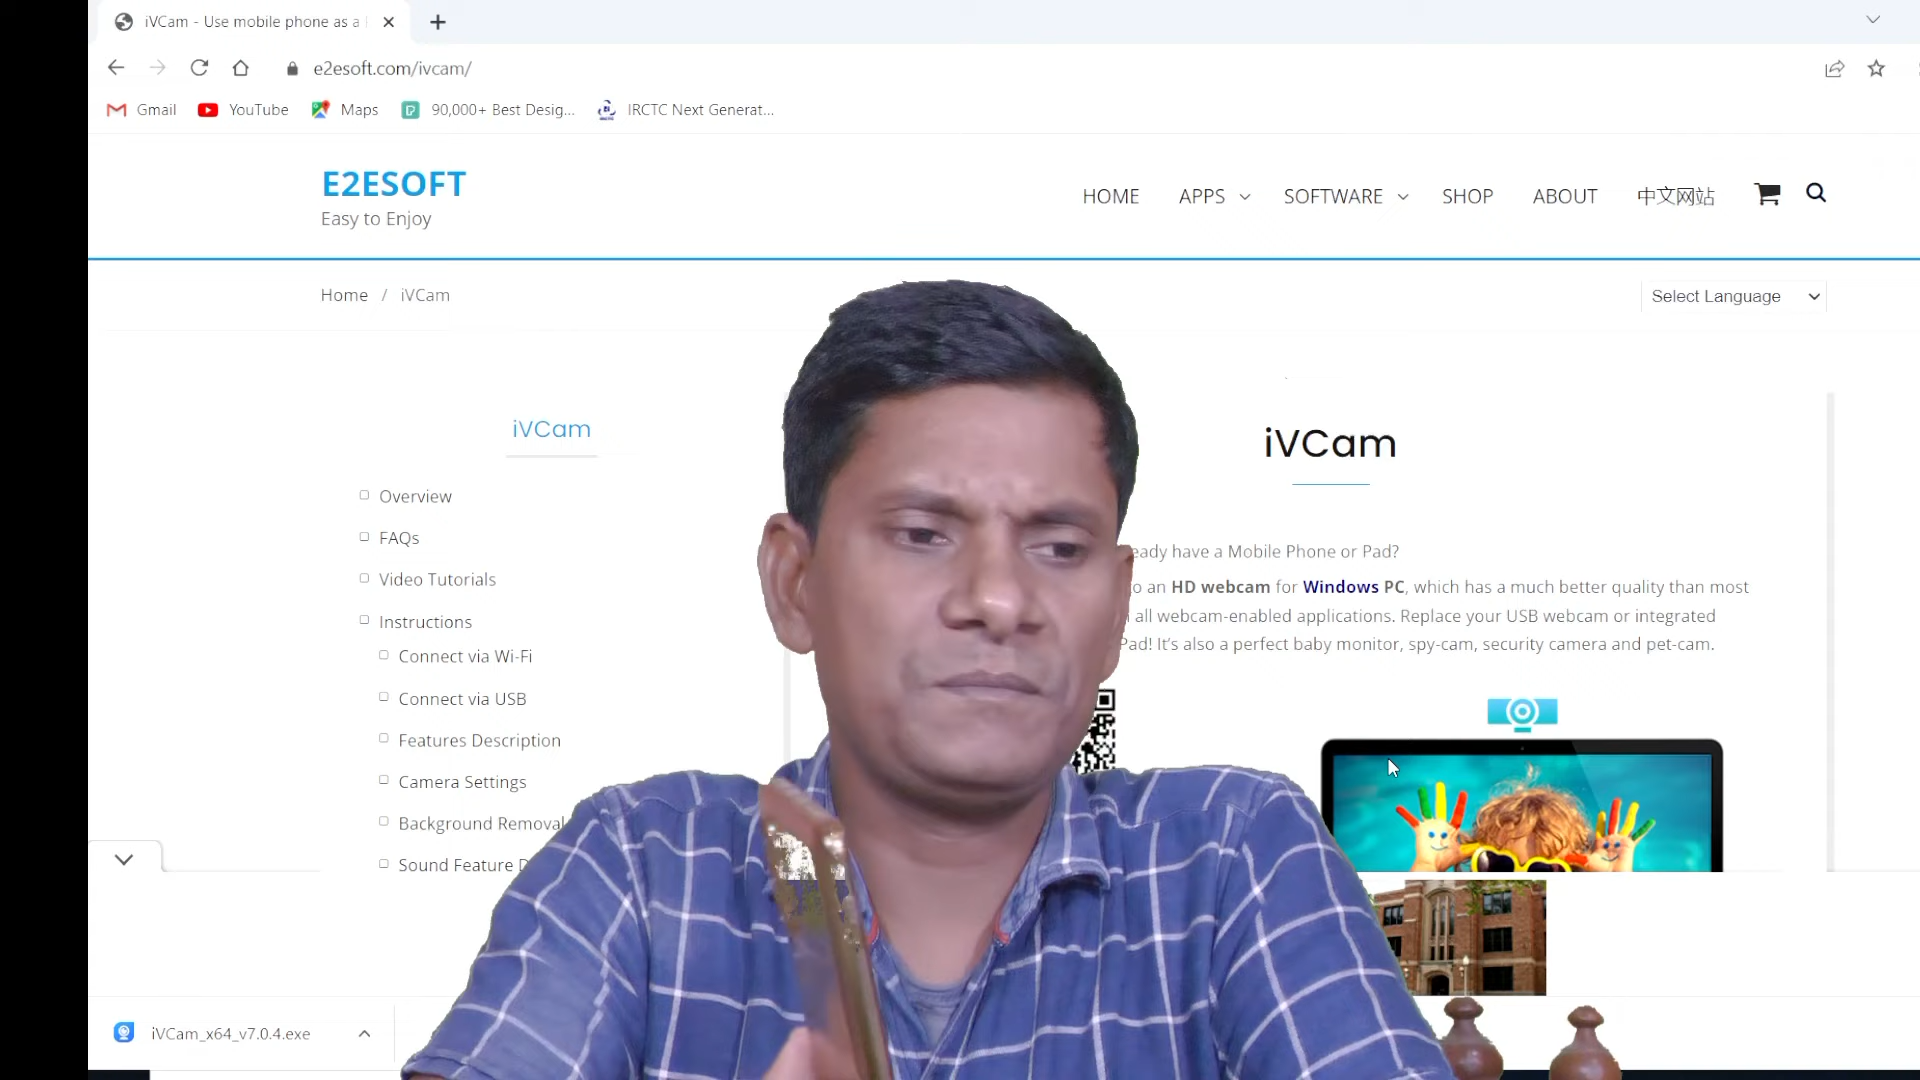 iVCam - Use mobile phone as a
e2esoft.com/ivcam/
Gmail YouTube Maps 90,000+ Best Desig... IRCTC Next Generat...
E2ESOFT
Easy to Enjoy
HOME APPS SOFTWARE SHOP ABOUT 中文网站
Home / iVCam
Select Language
iVCam
Overview
FAQs
Video Tutorials
Instructions
Connect via Wi-Fi
Connect via USB
Features Description
Camera Settings
Background Removal
Sound Feature D
iVCam
eady have a Mobile Phone or Pad?
o an HD webcam for Windows PC, which has a much better quality than most
all webcam-enabled applications. Replace your USB webcam or integrated
Pad! It’s also a perfect baby monitor, spy-cam, security camera and pet-cam.
iVCam_x64_v7.0.4.exe